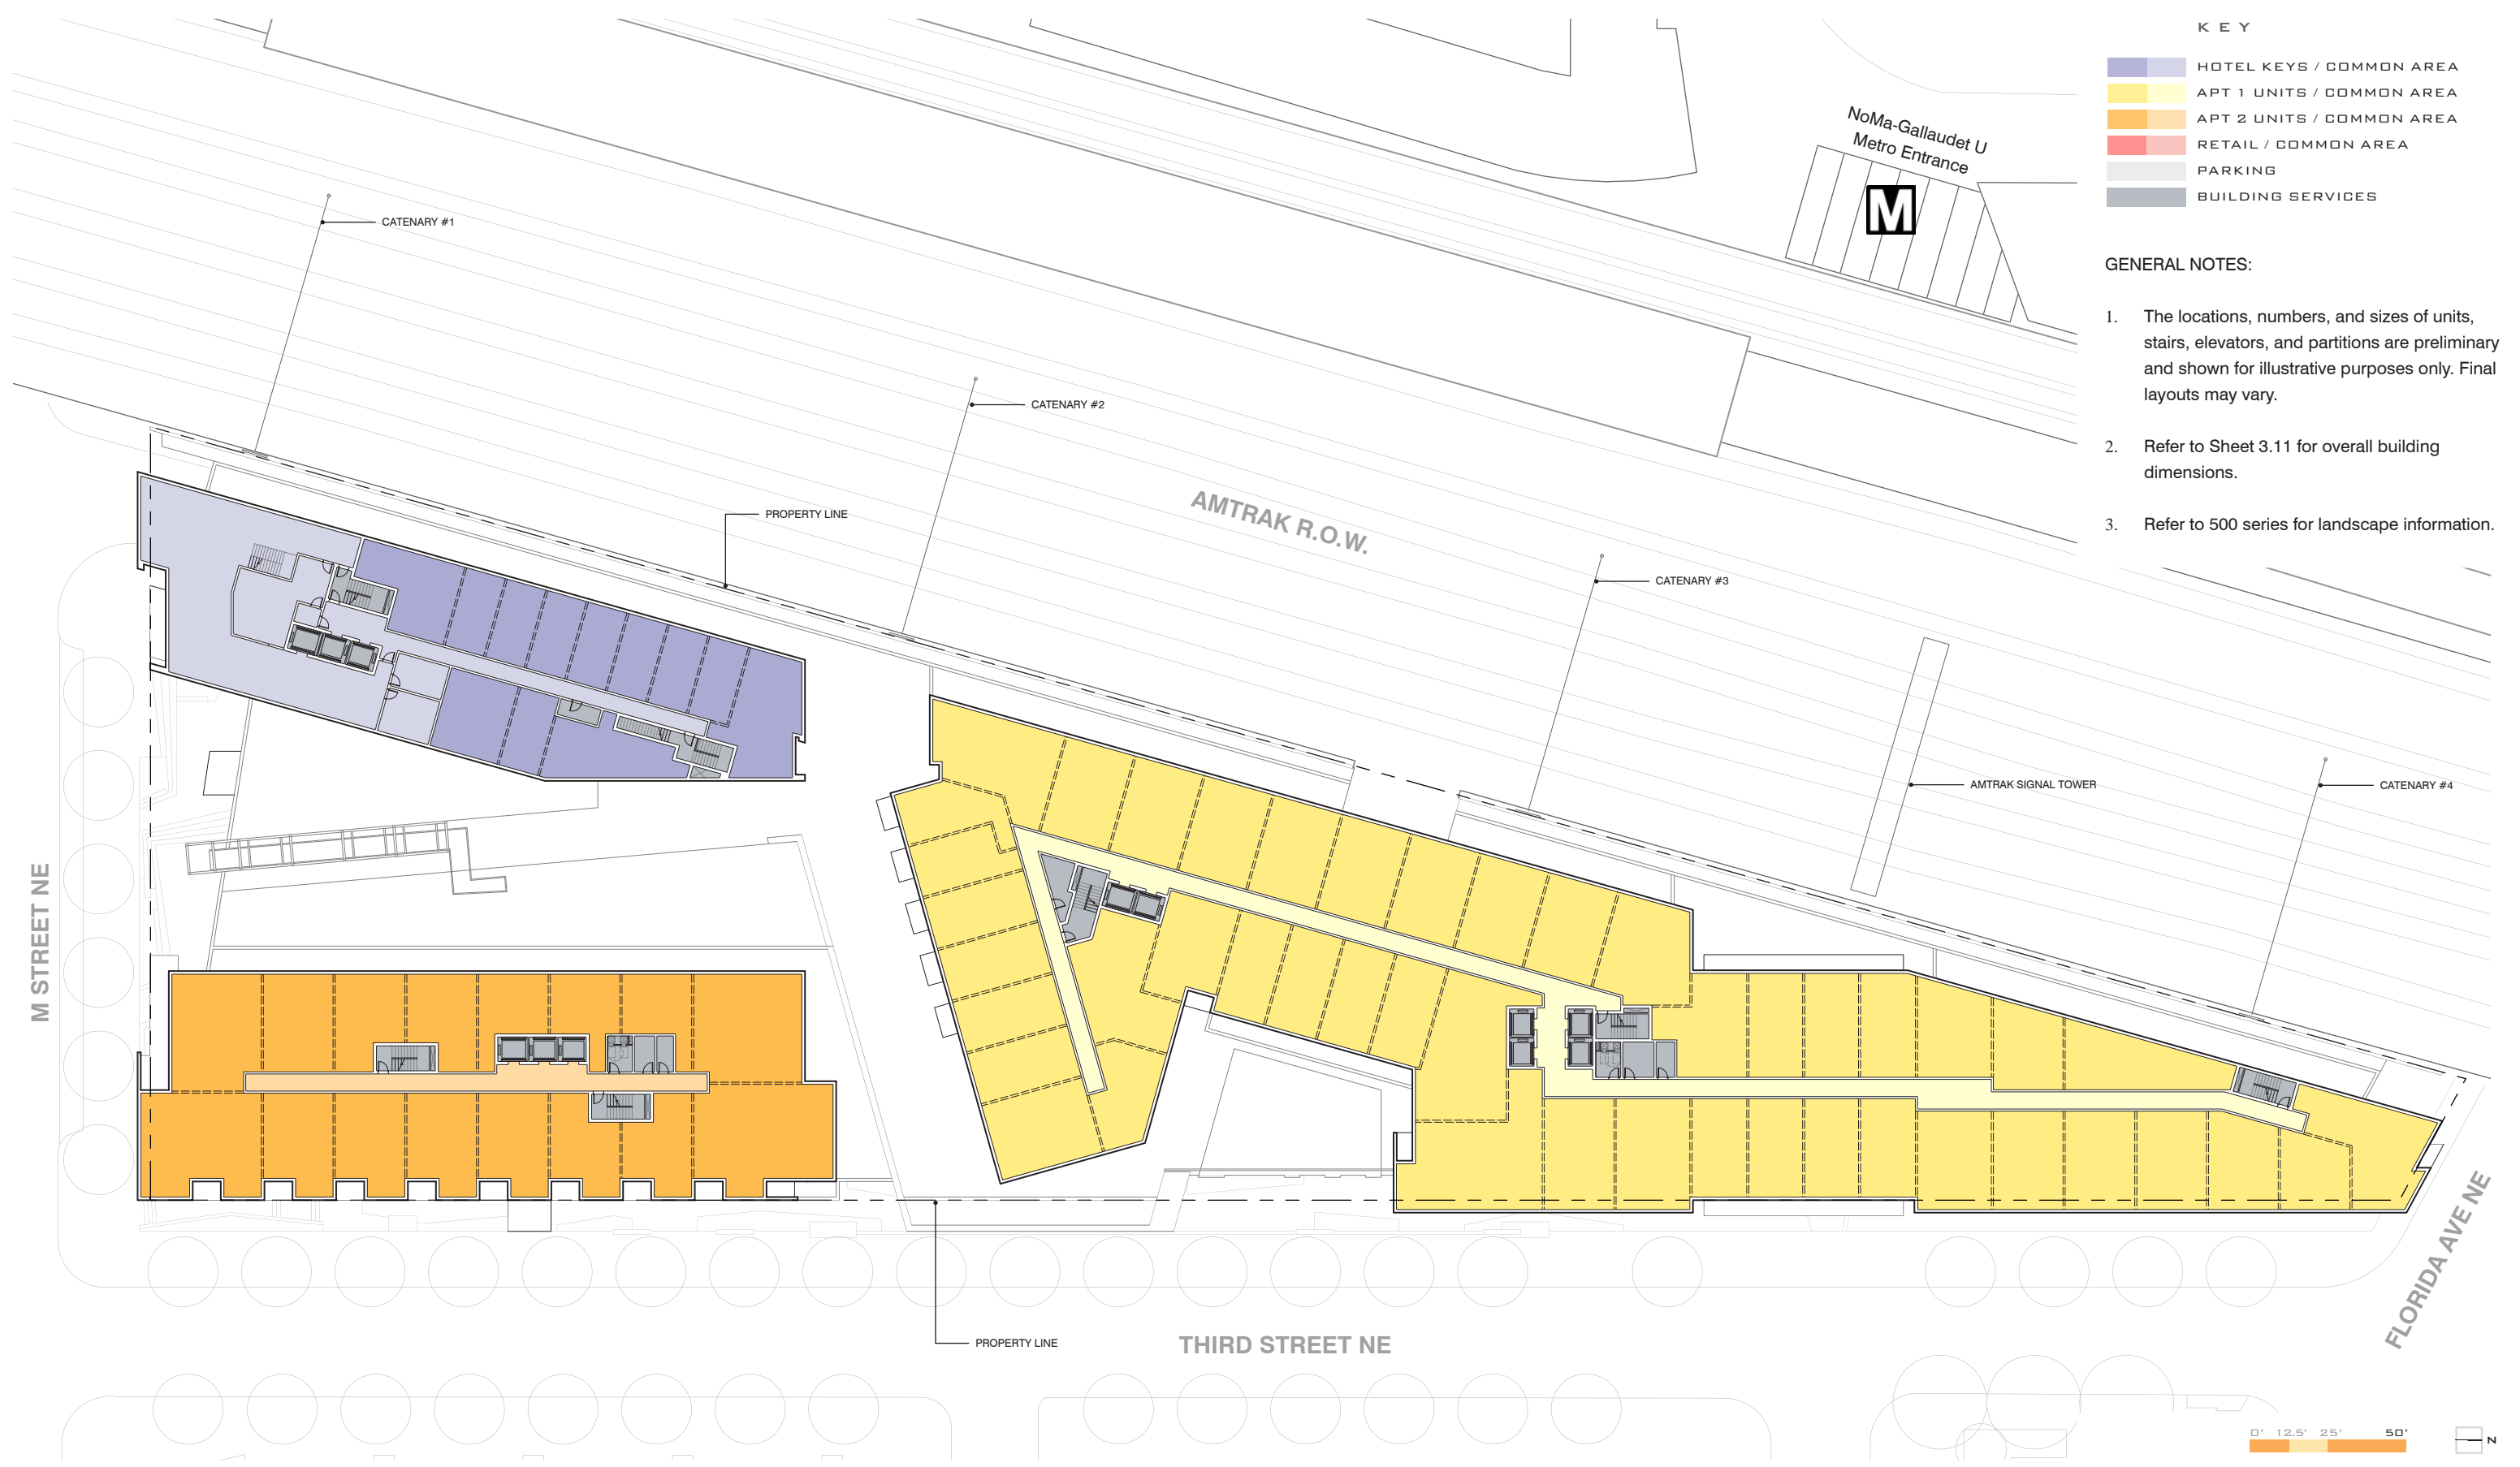 KEY
HOTEL KEYS / COMMON AREA
APT 1 UNITS / COMMON AREA
APT 2 UNITS / COMMON AREA
RETAIL / COMMON AREA
PARKING
BUILDING SERVICES
GENERAL NOTES:
1. The locations, numbers, and sizes of units,
stairs, elevators, and partitions are preliminary
and shown for illustrative purposes only. Final
layouts may vary.
2. Refer to Sheet 3.11 for overall building
dimensions.
3. Refer to 500 series for landscape information.
NoMa-Gallaudet U
Metro Entrance
M
CATENARY #1
CATENARY #2
PROPERTY LINE
AMTRAK R.O.W.
CATENARY #3
AMTRAK SIGNAL TOWER
CATENARY #4
M STREET NE
PROPERTY LINE
THIRD STREET NE
FLORIDA AVE NE
0' 12.5' 25' 50'
N